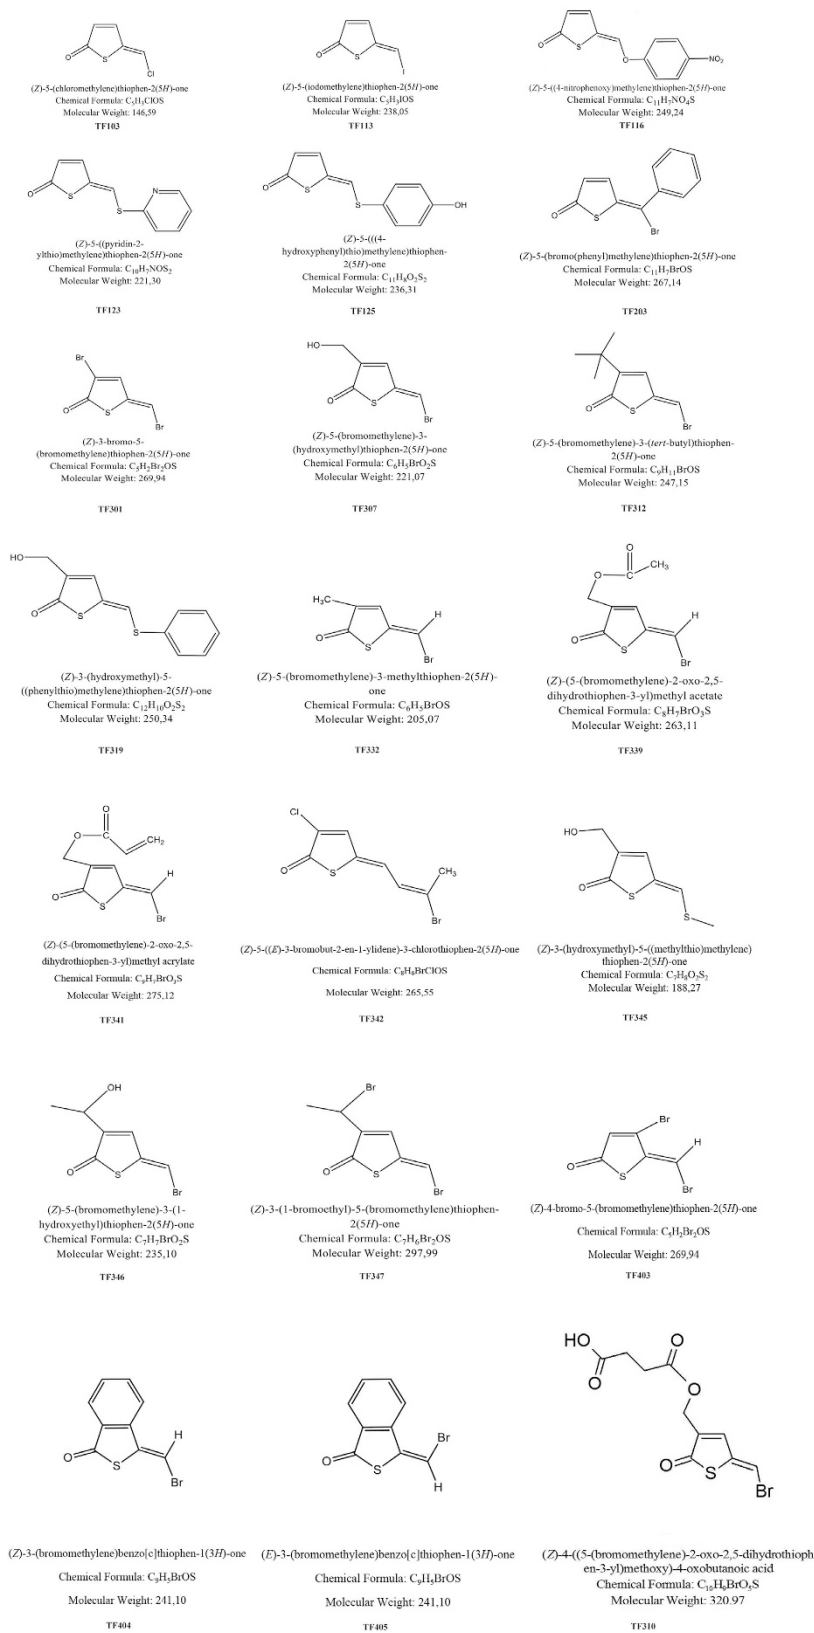 O
S
Cl
(Z)-5-(chloromethylene)thiophen-2(5H)-one
Chemical Formula: C₅H₃ClOS
Molecular Weight: 146,59
TF103
O
S
I
(Z)-5-(iodomethylene)thiophen-2(5H)-one
Chemical Formula: C₅H₃IOS
Molecular Weight: 238,05
TF113
O
S
O
NO₂
(Z)-5-((4-nitrophenoxy)methylene)thiophen-2(5H)-one
Chemical Formula: C₁₁H₇NO₄S
Molecular Weight: 249,24
TF116
O
S
S
N
(Z)-5-((pyridin-2-
ylthio)methylene)thiophen-2(5H)-one
Chemical Formula: C₁₀H₇NOS₂
Molecular Weight: 221,30
TF123
O
S
S
OH
(Z)-5-(((4-
hydroxyphenyl)thio)methylene)thiophen-
2(5H)-one
Chemical Formula: C₁₁H₈O₂S₂
Molecular Weight: 236,31
TF125
O
S
Br
(Z)-5-(bromo(phenyl)methylene)thiophen-2(5H)-one
Chemical Formula: C₁₁H₇BrOS
Molecular Weight: 267,14
TF203
Br
O
S
Br
(Z)-3-bromo-5-
(bromomethylene)thiophen-2(5H)-one
Chemical Formula: C₅H₂Br₂OS
Molecular Weight: 269,94
TF301
HO
O
S
Br
(Z)-5-(bromomethylene)-3-
(hydroxymethyl)thiophen-2(5H)-one
Chemical Formula: C₆H₅BrO₂S
Molecular Weight: 221,07
TF307
O
S
Br
(Z)-5-(bromomethylene)-3-(tert-butyl)thiophen-
2(5H)-one
Chemical Formula: C₉H₁₁BrOS
Molecular Weight: 247,15
TF312
HO
O
S
S
(Z)-3-(hydroxymethyl)-5-
((phenylthio)methylene)thiophen-2(5H)-one
Chemical Formula: C₁₂H₁₀O₂S₂
Molecular Weight: 250,34
TF319
H₃C
H
O
S
Br
(Z)-5-(bromomethylene)-3-methylthiophen-2(5H)-
one
Chemical Formula: C₆H₅BrOS
Molecular Weight: 205,07
TF332
O
O C CH₃
H
O
S
Br
(Z)-(5-(bromomethylene)-2-oxo-2,5-
dihydrothiophen-3-yl)methyl acetate
Chemical Formula: C₈H₇BrO₃S
Molecular Weight: 263,11
TF339
O
O C CH₂
H
O
S
Br
(Z)-(5-(bromomethylene)-2-oxo-2,5-
dihydrothiophen-3-yl)methyl acrylate
Chemical Formula: C₉H₇BrO₃S
Molecular Weight: 275,12
TF341
Cl
O
S
CH₃
Br
(Z)-5-((E)-3-bromobut-2-en-1-ylidene)-3-chlorothiophen-2(5H)-one
Chemical Formula: C₈H₆BrClOS
Molecular Weight: 265,55
TF342
HO
O
S
S
(Z)-3-(hydroxymethyl)-5-((methylthio)methylene)
thiophen-2(5H)-one
Chemical Formula: C₇H₈O₂S₂
Molecular Weight: 188,27
TF345
OH
O
S
Br
(Z)-5-(bromomethylene)-3-(1-
hydroxyethyl)thiophen-2(5H)-one
Chemical Formula: C₇H₇BrO₂S
Molecular Weight: 235,10
TF346
Br
O
S
Br
(Z)-3-(1-bromoethyl)-5-(bromomethylene)thiophen-
2(5H)-one
Chemical Formula: C₇H₆Br₂OS
Molecular Weight: 297,99
TF347
Br
H
O
S
Br
(Z)-4-bromo-5-(bromomethylene)thiophen-2(5H)-one
Chemical Formula: C₅H₂Br₂OS
Molecular Weight: 269,94
TF403
H
O
S
Br
(Z)-3-(bromomethylene)benzo[c]thiophen-1(3H)-one
Chemical Formula: C₉H₅BrOS
Molecular Weight: 241,10
TF404
Br
O
S
H
(E)-3-(bromomethylene)benzo[c]thiophen-1(3H)-one
Chemical Formula: C₉H₅BrOS
Molecular Weight: 241,10
TF405
HO
O
O
O
O
S
Br
(Z)-4-((5-(bromomethylene)-2-oxo-2,5-dihydrothioph
en-3-yl)methoxy)-4-oxobutanoic acid
Chemical Formula: C₁₀H₉BrO₅S
Molecular Weight: 320.97
TF310